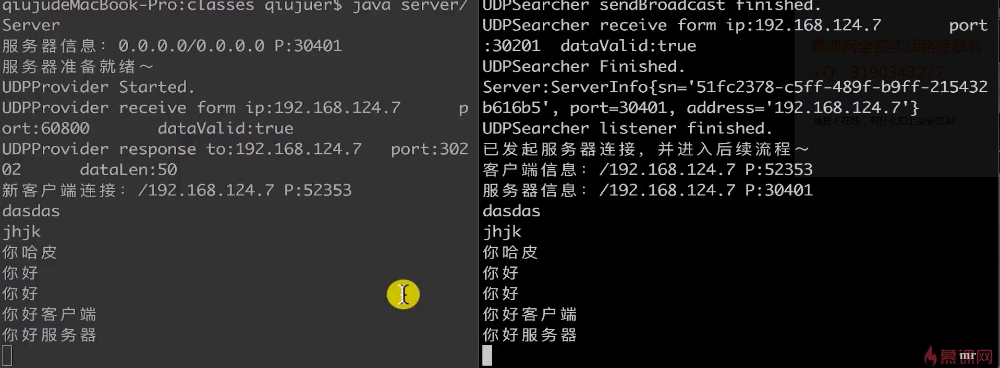 qiujudeMacBook-Pro:classes qiujuer$ java server/
Server
服务器信息：0.0.0.0/0.0.0.0 P:30401
服务器准备就绪～
UDPProvider Started.
UDPProvider receive form ip:192.168.124.7 p
ort:60800 dataValid:true
UDPProvider response to:192.168.124.7 port:302
02 dataLen:50
新客户端连接：/192.168.124.7 P:52353
dasdas
jhjk
你哈皮
你好
你好
你好客户端
你好服务器
UDPSearcher sendBroadcast finished.
UDPSearcher receive form ip:192.168.124.7 port
:30201 dataValid:true
UDPSearcher Finished.
Server:ServerInfo{sn='51fc2378-c5ff-489f-b9ff-215432
b616b5', port=30401, address='192.168.124.7'}
UDPSearcher listener finished.
已发起服务器连接，并进入后续流程～
客户端信息：/192.168.124.7 P:52353
服务器信息：/192.168.124.7 P:30401
dasdas
jhjk
你哈皮
你好
你好
你好客户端
你好服务器
慕课网全部实战路径都有
+Q：3190343277
咸鱼不在线，有什么扣上需要咨询
慕课网
mr